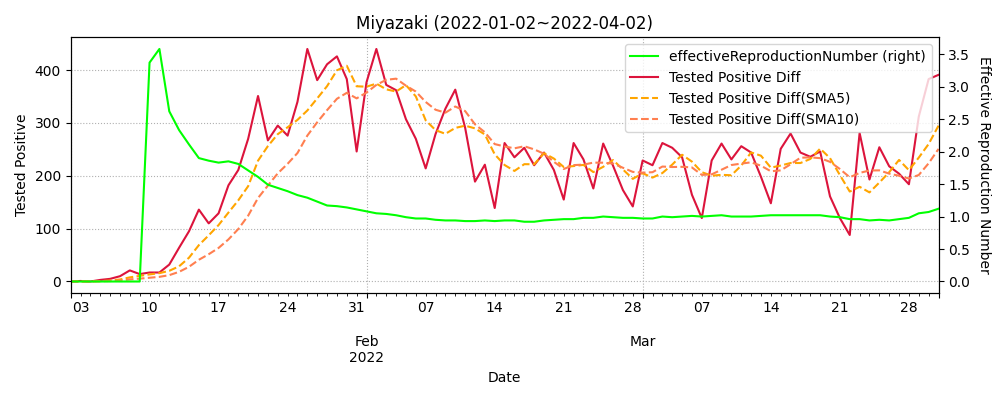 Miyazaki (2022-01-02~2022-04-02)
effectiveReproductionNumber (right)
Tested Positive Diff
Tested Positive Diff(SMA5)
Tested Positive Diff(SMA10)
Tested Positive
400
300
200
100
0
3.5
3.0
2.5
2.0
1.5
1.0
0.5
0.0
Effective Reproduction Number
03 10 17 24 31 07 14 21 28 07 14 21 28
Feb Mar
2022
Date